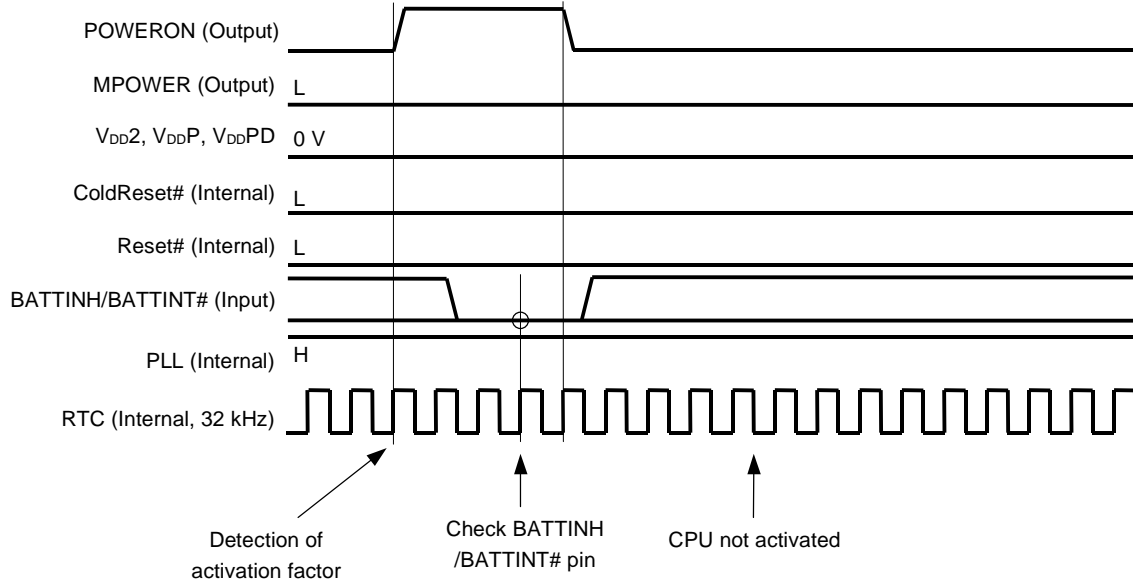 POWERON (Output)
MPOWER (Output) L
VDD2, VDDP, VDDPD 0 V
ColdReset# (Internal) L
Reset# (Internal) L
BATTINH/BATTINT# (Input)
PLL (Internal) H
RTC (Internal, 32 kHz)
Detection of
activation factor
Check BATTINH
/BATTINT# pin
CPU not activated